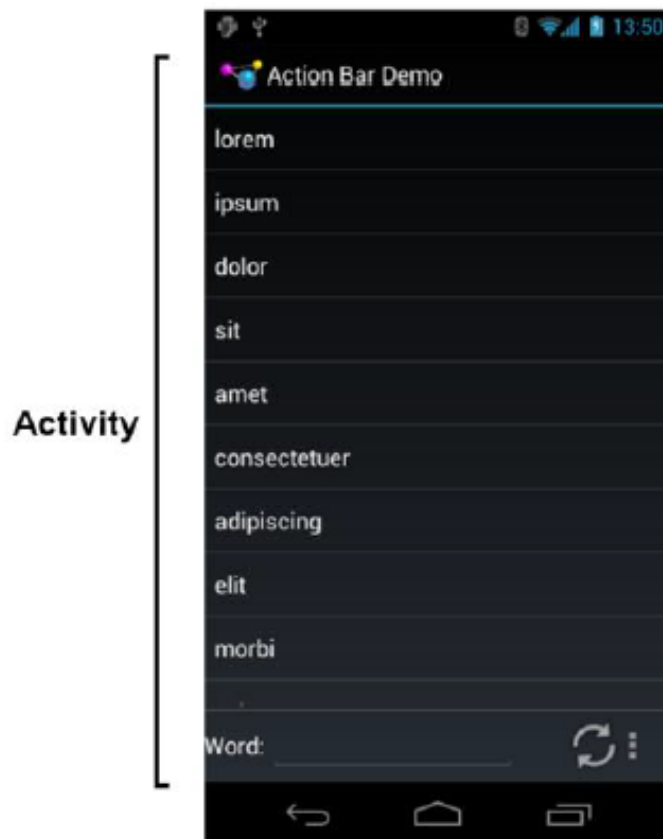 13:50
Action Bar Demo
lorem
ipsum
dolor
sit
amet
Activity
consectetuer
adipiscing
elit
morbi
Word: